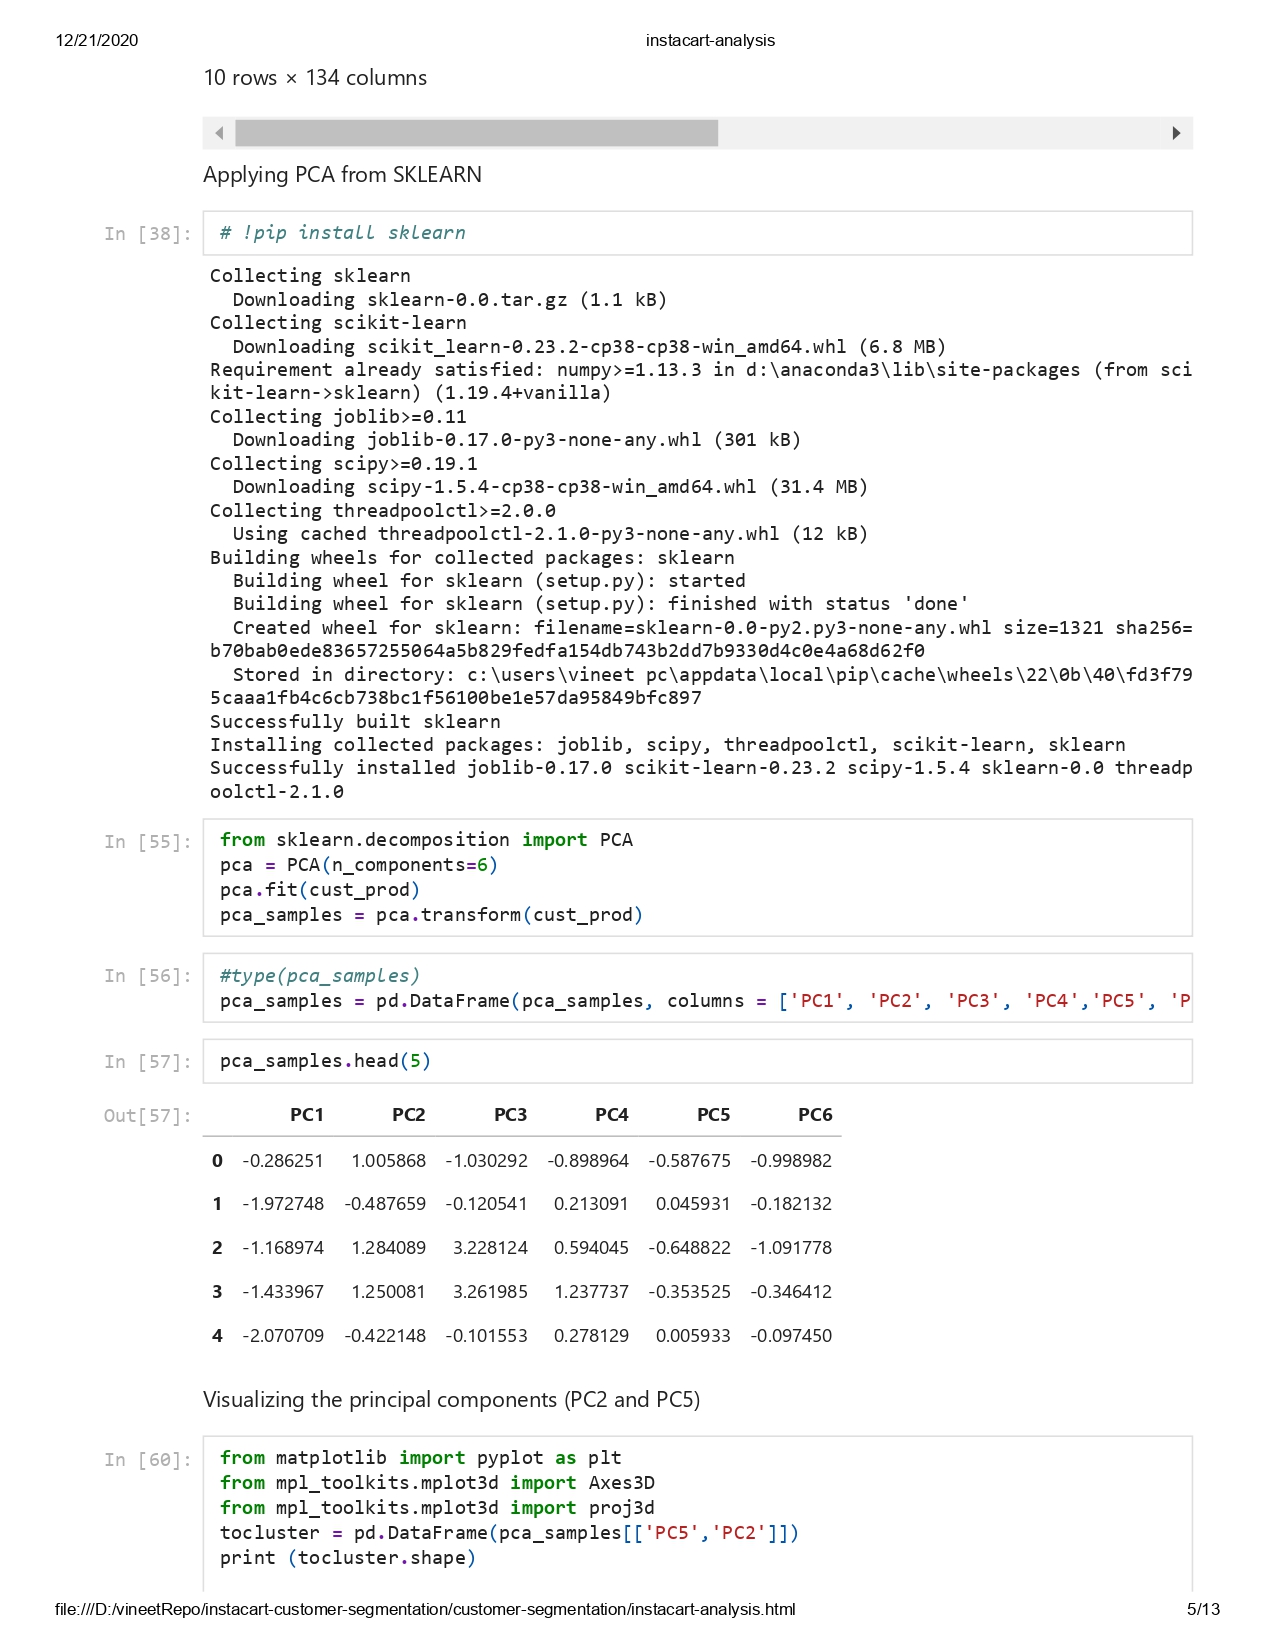 12/21/2020 instacart-analysis
10 rows × 134 columns
Applying PCA from SKLEARN
In [38]: # !pip install sklearn
Collecting sklearn
  Downloading sklearn-0.0.tar.gz (1.1 kB)
Collecting scikit-learn
  Downloading scikit_learn-0.23.2-cp38-cp38-win_amd64.whl (6.8 MB)
Requirement already satisfied: numpy>=1.13.3 in d:\anaconda3\lib\site-packages (from sci
kit-learn->sklearn) (1.19.4+vanilla)
Collecting joblib>=0.11
  Downloading joblib-0.17.0-py3-none-any.whl (301 kB)
Collecting scipy>=0.19.1
  Downloading scipy-1.5.4-cp38-cp38-win_amd64.whl (31.4 MB)
Collecting threadpoolctl>=2.0.0
  Using cached threadpoolctl-2.1.0-py3-none-any.whl (12 kB)
Building wheels for collected packages: sklearn
  Building wheel for sklearn (setup.py): started
  Building wheel for sklearn (setup.py): finished with status 'done'
  Created wheel for sklearn: filename=sklearn-0.0-py2.py3-none-any.whl size=1321 sha256=
b70bab0ede83657255064a5b829fedfa154db743b2dd7b9330d4c0e4a68d62f0
  Stored in directory: c:\users\vineet pc\appdata\local\pip\cache\wheels\22\0b\40\fd3f79
5caaa1fb4c6cb738bc1f56100be1e57da95849bfc897
Successfully built sklearn
Installing collected packages: joblib, scipy, threadpoolctl, scikit-learn, sklearn
Successfully installed joblib-0.17.0 scikit-learn-0.23.2 scipy-1.5.4 sklearn-0.0 threadp
oolctl-2.1.0
In [55]: from sklearn.decomposition import PCA
pca = PCA(n_components=6)
pca.fit(cust_prod)
pca_samples = pca.transform(cust_prod)
In [56]: #type(pca_samples)
pca_samples = pd.DataFrame(pca_samples, columns = ['PC1', 'PC2', 'PC3', 'PC4','PC5', 'P
In [57]: pca_samples.head(5)
Out[57]: PC1 PC2 PC3 PC4 PC5 PC6
0 -0.286251 1.005868 -1.030292 -0.898964 -0.587675 -0.998982
1 -1.972748 -0.487659 -0.120541 0.213091 0.045931 -0.182132
2 -1.168974 1.284089 3.228124 0.594045 -0.648822 -1.091778
3 -1.433967 1.250081 3.261985 1.237737 -0.353525 -0.346412
4 -2.070709 -0.422148 -0.101553 0.278129 0.005933 -0.097450
Visualizing the principal components (PC2 and PC5)
In [60]: from matplotlib import pyplot as plt
from mpl_toolkits.mplot3d import Axes3D
from mpl_toolkits.mplot3d import proj3d
tocluster = pd.DataFrame(pca_samples[['PC5','PC2']])
print (tocluster.shape)
file:///D:/vineetRepo/instacart-customer-segmentation/customer-segmentation/instacart-analysis.html 5/13